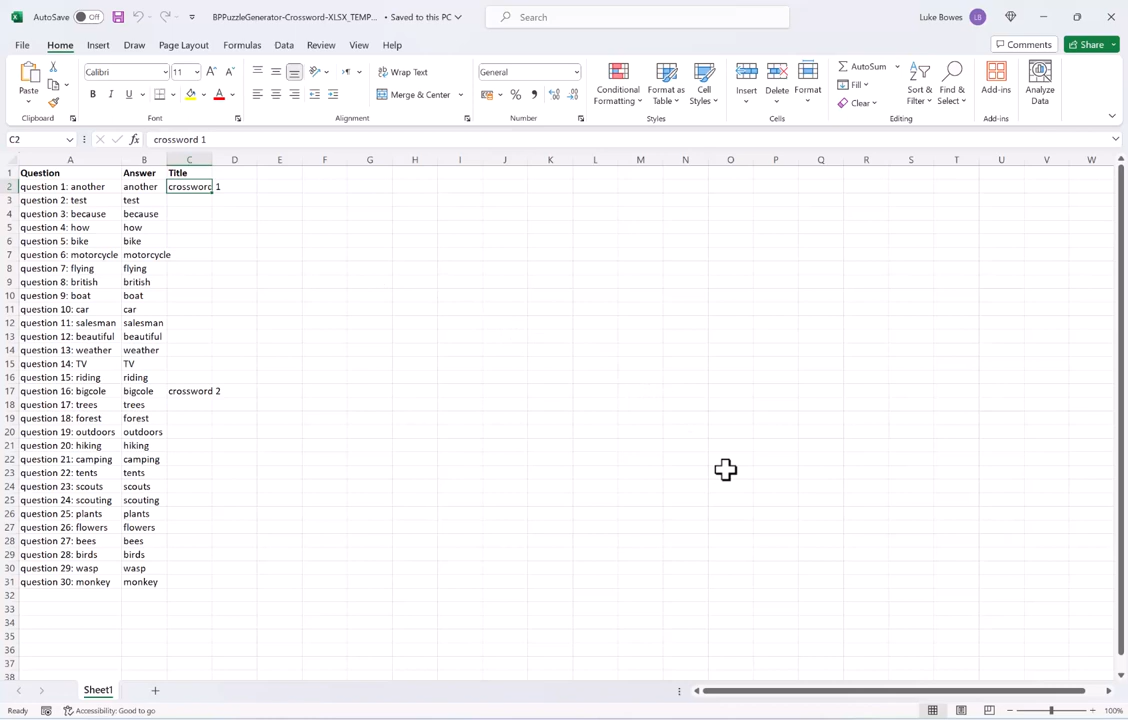 AutoSave Off BPPuzzleGenerator-Crossword-XLSX_TEMP... • Saved to this PC Search Luke Bowes LB
File Home Insert Draw Page Layout Formulas Data Review View Help Comments Share
Calibri 11 Wrap Text General AutoSum
Paste Conditional Formatting Format as Table Cell Styles Insert Delete Format Fill Sort & Filter Find & Select Add-ins Analyze Data
B I U A Merge & Center $ % Clear
Clipboard Font Alignment Number Styles Cells Editing Add-ins
C2 fx crossword 1
A B C D E F G H I J K L M N O P Q R S T U V W
1 Question Answer Title
2 question 1: another another crossword 1
3 question 2: test test
4 question 3: because because
5 question 4: how how
6 question 5: bike bike
7 question 6: motorcycle motorcycle
8 question 7: flying flying
9 question 8: british british
10 question 9: boat boat
11 question 10: car car
12 question 11: salesman salesman
13 question 12: beautiful beautiful
14 question 13: weather weather
15 question 14: TV TV
16 question 15: riding riding
17 question 16: bigcole bigcole crossword 2
18 question 17: trees trees
19 question 18: forest forest
20 question 19: outdoors outdoors
21 question 20: hiking hiking
22 question 21: camping camping
23 question 22: tents tents
24 question 23: scouts scouts
25 question 24: scouting scouting
26 question 25: plants plants
27 question 26: flowers flowers
28 question 27: bees bees
29 question 28: birds birds
30 question 29: wasp wasp
31 question 30: monkey monkey
32
33
34
35
36
37
38
Sheet1
Ready Accessibility: Good to go 100%